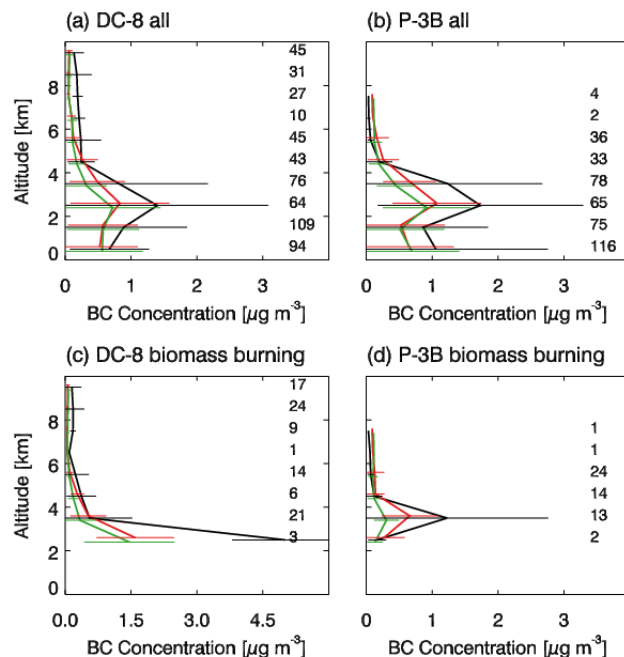 (a) DC-8 all
(b) P-3B all
Altitude [km]
8
6
4
2
0
45
31
27
10
45
43
76
64
109
94
0 1 2 3
BC Concentration [µg m⁻³]
4
2
36
33
78
65
75
116
0 1 2 3
BC Concentration [µg m⁻³]
Altitude [km]
(c) DC-8 biomass burning
(d) P-3B biomass burning
Altitude [km]
8
6
4
2
0
17
24
9
1
14
6
21
3
0.0 1.5 3.0 4.5
BC Concentration [µg m⁻³]
1
1
24
14
13
2
0 1 2 3
BC Concentration [µg m⁻³]
Altitude [km]